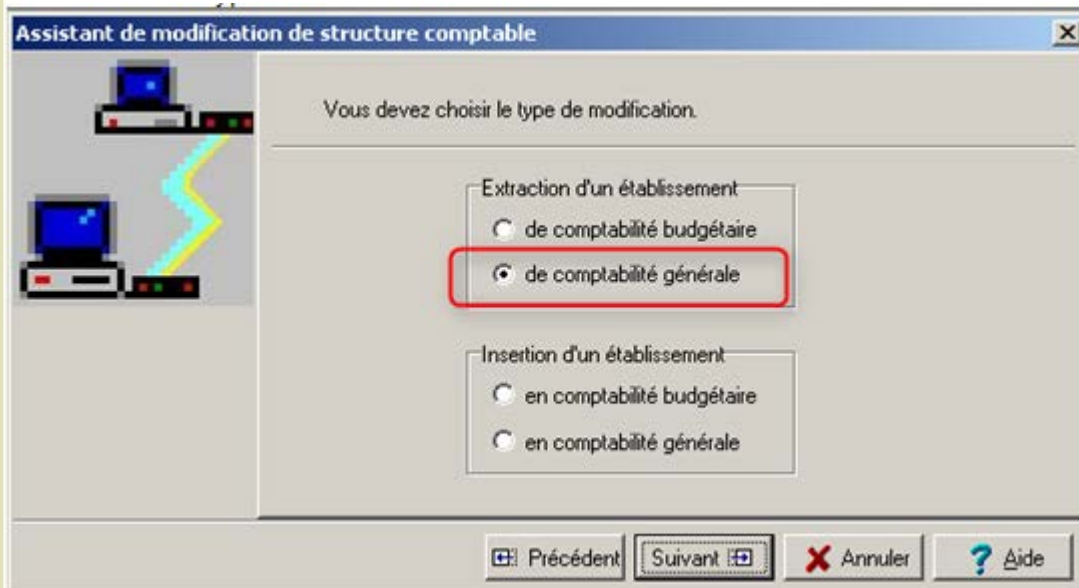 Assistant de modification de structure comptable
Vous devez choisir le type de modification.
Extraction d'un établissement
de comptabilité budgétaire
de comptabilité générale
Insertion d'un établissement
en comptabilité budgétaire
en comptabilité générale
Précédent Suivant Annuler ? Aide